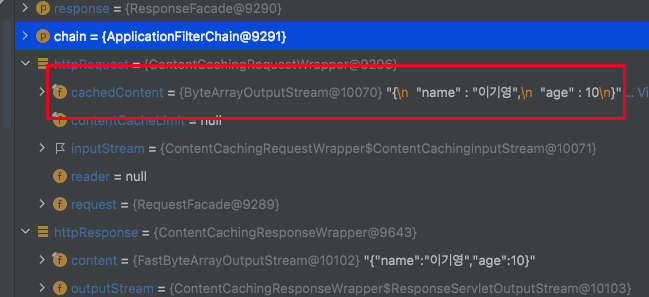 response = {ResponseFacade@9290}
chain = {ApplicationFilterChain@9291}
httpRequest = {ContentCachingRequestWrapper@9296}
cachedContent = {ByteArrayOutputStream@10070} "{\n "name" : "이기영",\n "age" : 10\n}" ... Vi
contentCacheLimit = null
inputStream = {ContentCachingRequestWrapper$ContentCachingInputStream@10071}
reader = null
request = {RequestFacade@9289}
httpResponse = {ContentCachingResponseWrapper@9643}
content = {FastByteArrayOutputStream@10102} "{"name":"이기영","age":10}"
outputStream = {ContentCachingResponseWrapper$ResponseServletOutputStream@10103}